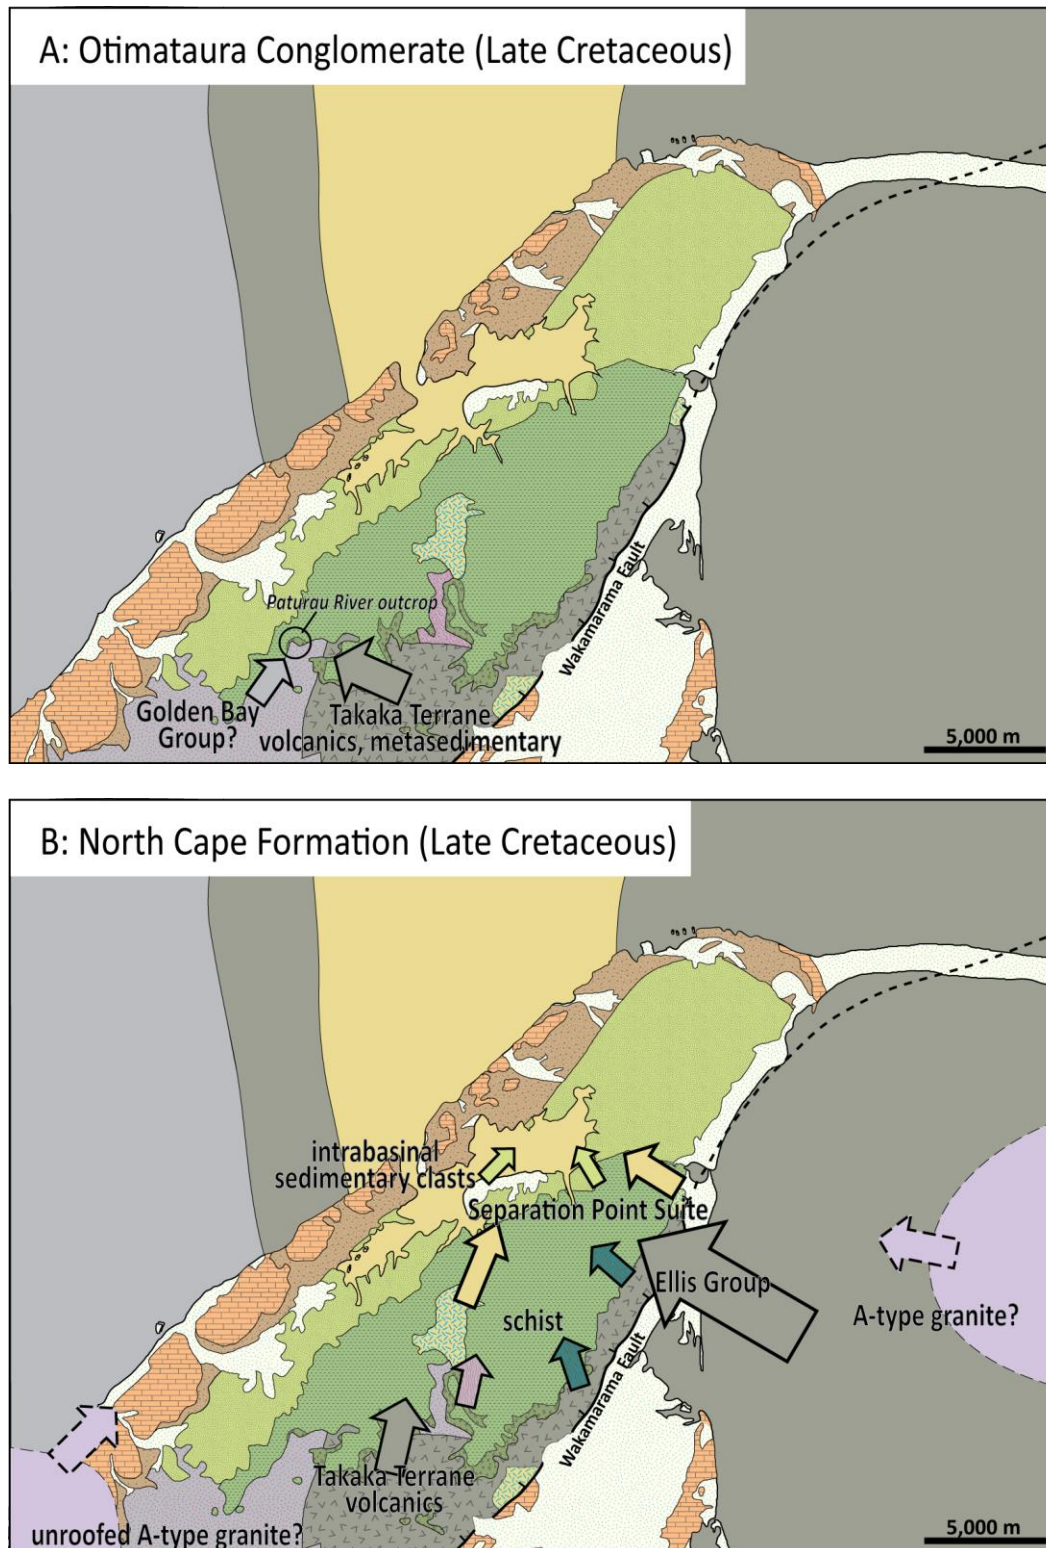 A: Otimataura Conglomerate (Late Cretaceous)
Paturau River outcrop
Wakamarama Fault
Golden Bay
Group?
Takaka Terrane
volcanics, metasedimentary
5,000 m
B: North Cape Formation (Late Cretaceous)
intrabasinal
sedimentary clasts
Separation Point Suite
Ellis Group
schist
A-type granite?
Wakamarama Fault
Takaka Terrane
volcanics
unroofed A-type granite?
5,000 m